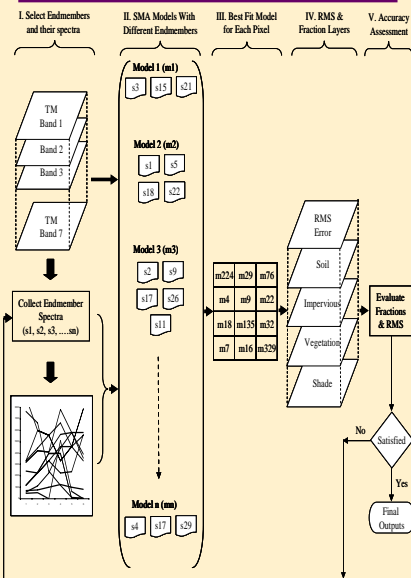 I. Select Endmembers
and their spectra
II. SMA Models With
Different Endmembers
III. Best Fit Model
for Each Pixel
IV. RMS &
Fraction Layers
V. Accuracy
Assessment
TM
Band 1
Band 2
Band 3
TM
Band 7
Collect Endmember
Spectra
(s1, s2, s3, ....sn)
Model 1 (m1)
s3 s15 s21
Model 2 (m2)
s1 s5
s18 s22
Model 3 (m3)
s2 s9
s17 s26
s11
Model n (mn)
s4 s17 s29
m224 m29 m76
m4 m9 m22
m18 m135 m32
m7 m16 m329
RMS
Error
Soil
Impervious
Vegetation
Shade
Evaluate
Fractions
& RMS
No
Satisfied
Yes
Final
Outputs